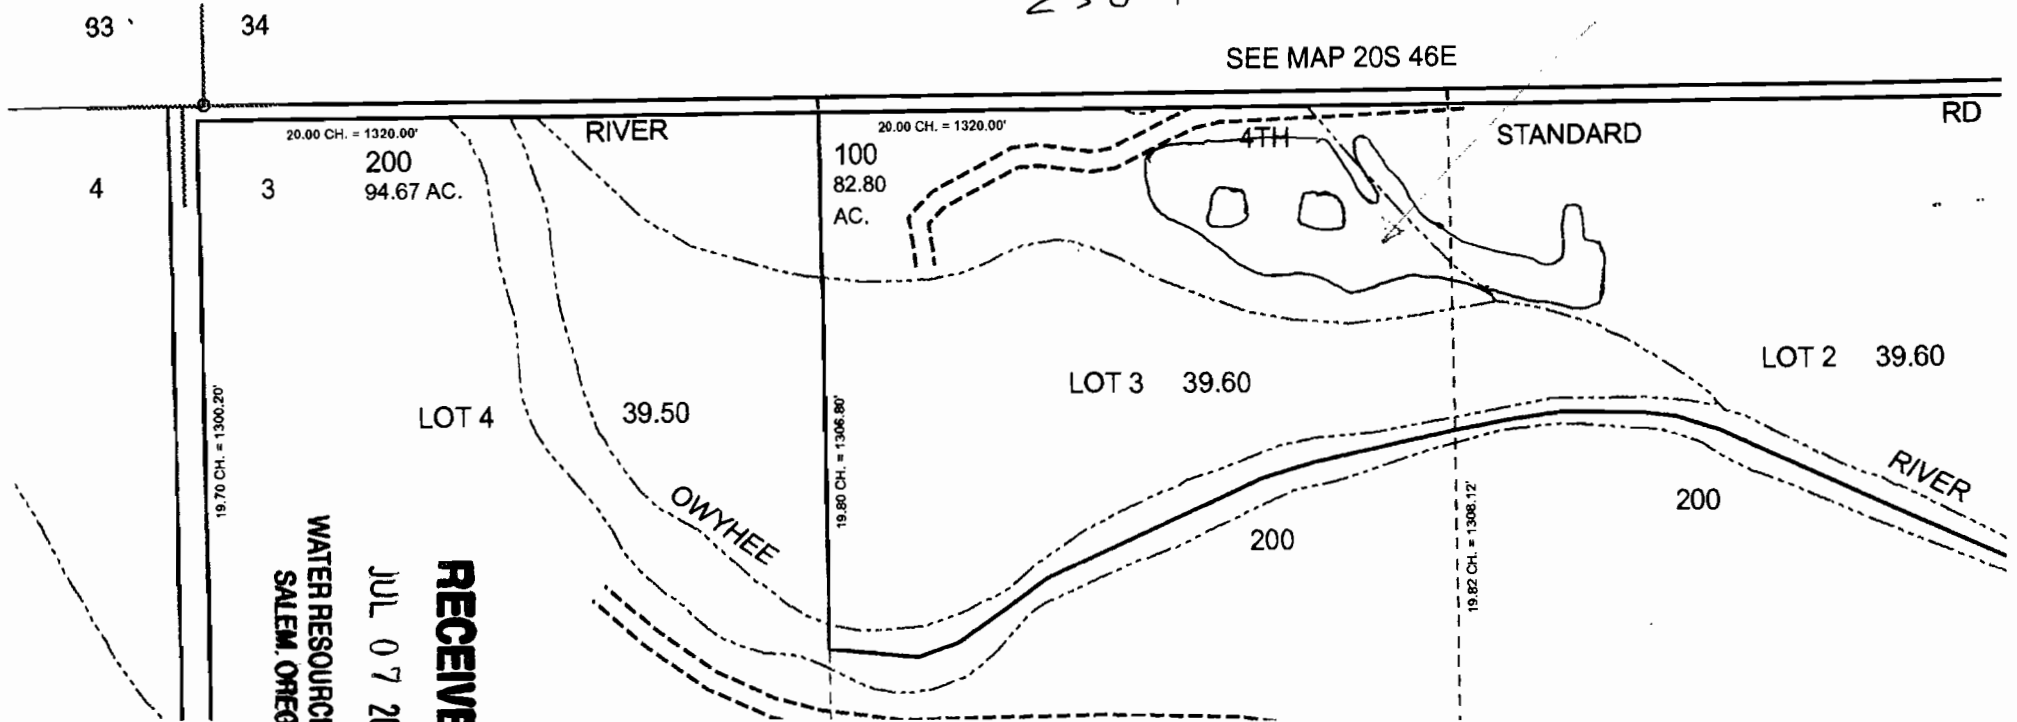 33 34
SEE MAP 20S 46E
20.00 CH. = 1320.00'
RIVER
20.00 CH. = 1320.00'
4TH
STANDARD
RD
4
3
200
94.67 AC.
100
82.80
AC.
LOT 4
39.50
LOT 3 39.60
LOT 2 39.60
19.70 CH. = 1300.20'
19.80 CH. = 1306.80'
19.82 CH. = 1308.12'
OWYHEE
RIVER
200
200
RECEIVE
JUL 07 20
WATER RESOURC
SALEM, OREG